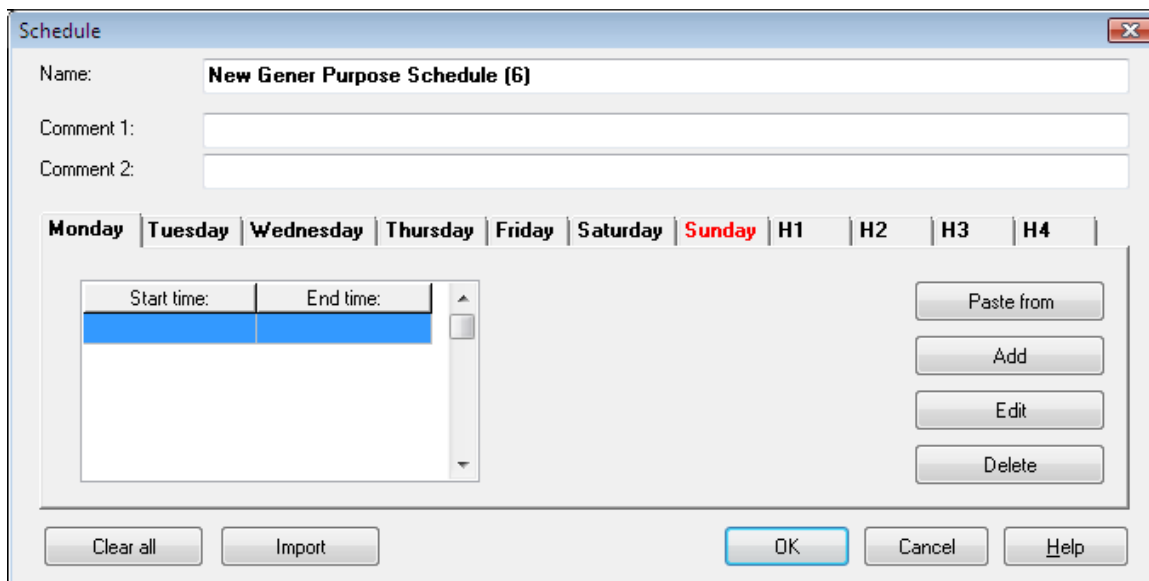 Schedule
Name: New Gener Purpose Schedule (6)
Comment 1:
Comment 2:
Monday Tuesday Wednesday Thursday Friday Saturday Sunday H1 H2 H3 H4
Start time: End time:
Paste from
Add
Edit
Delete
Clear all Import OK Cancel Help